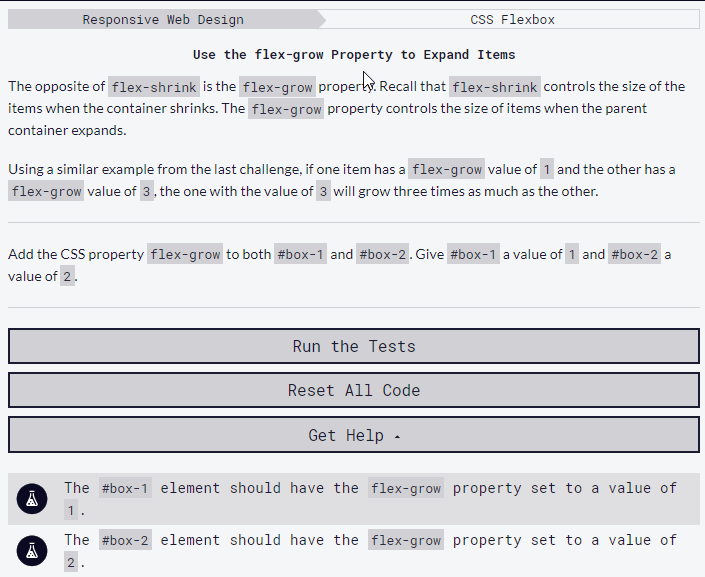 Responsive Web Design
CSS Flexbox
Use the flex-grow Property to Expand Items
The opposite of flex-shrink is the flex-grow property. Recall that flex-shrink controls the size of the
items when the container shrinks. The flex-grow property controls the size of items when the parent
container expands.
Using a similar example from the last challenge, if one item has a flex-grow value of 1 and the other has a
flex-grow value of 3, the one with the value of 3 will grow three times as much as the other.
Add the CSS property flex-grow to both #box-1 and #box-2. Give #box-1 a value of 1 and #box-2 a
value of 2.
Run the Tests
Reset All Code
Get Help
The #box-1 element should have the flex-grow property set to a value of
1.
The #box-2 element should have the flex-grow property set to a value of
2.